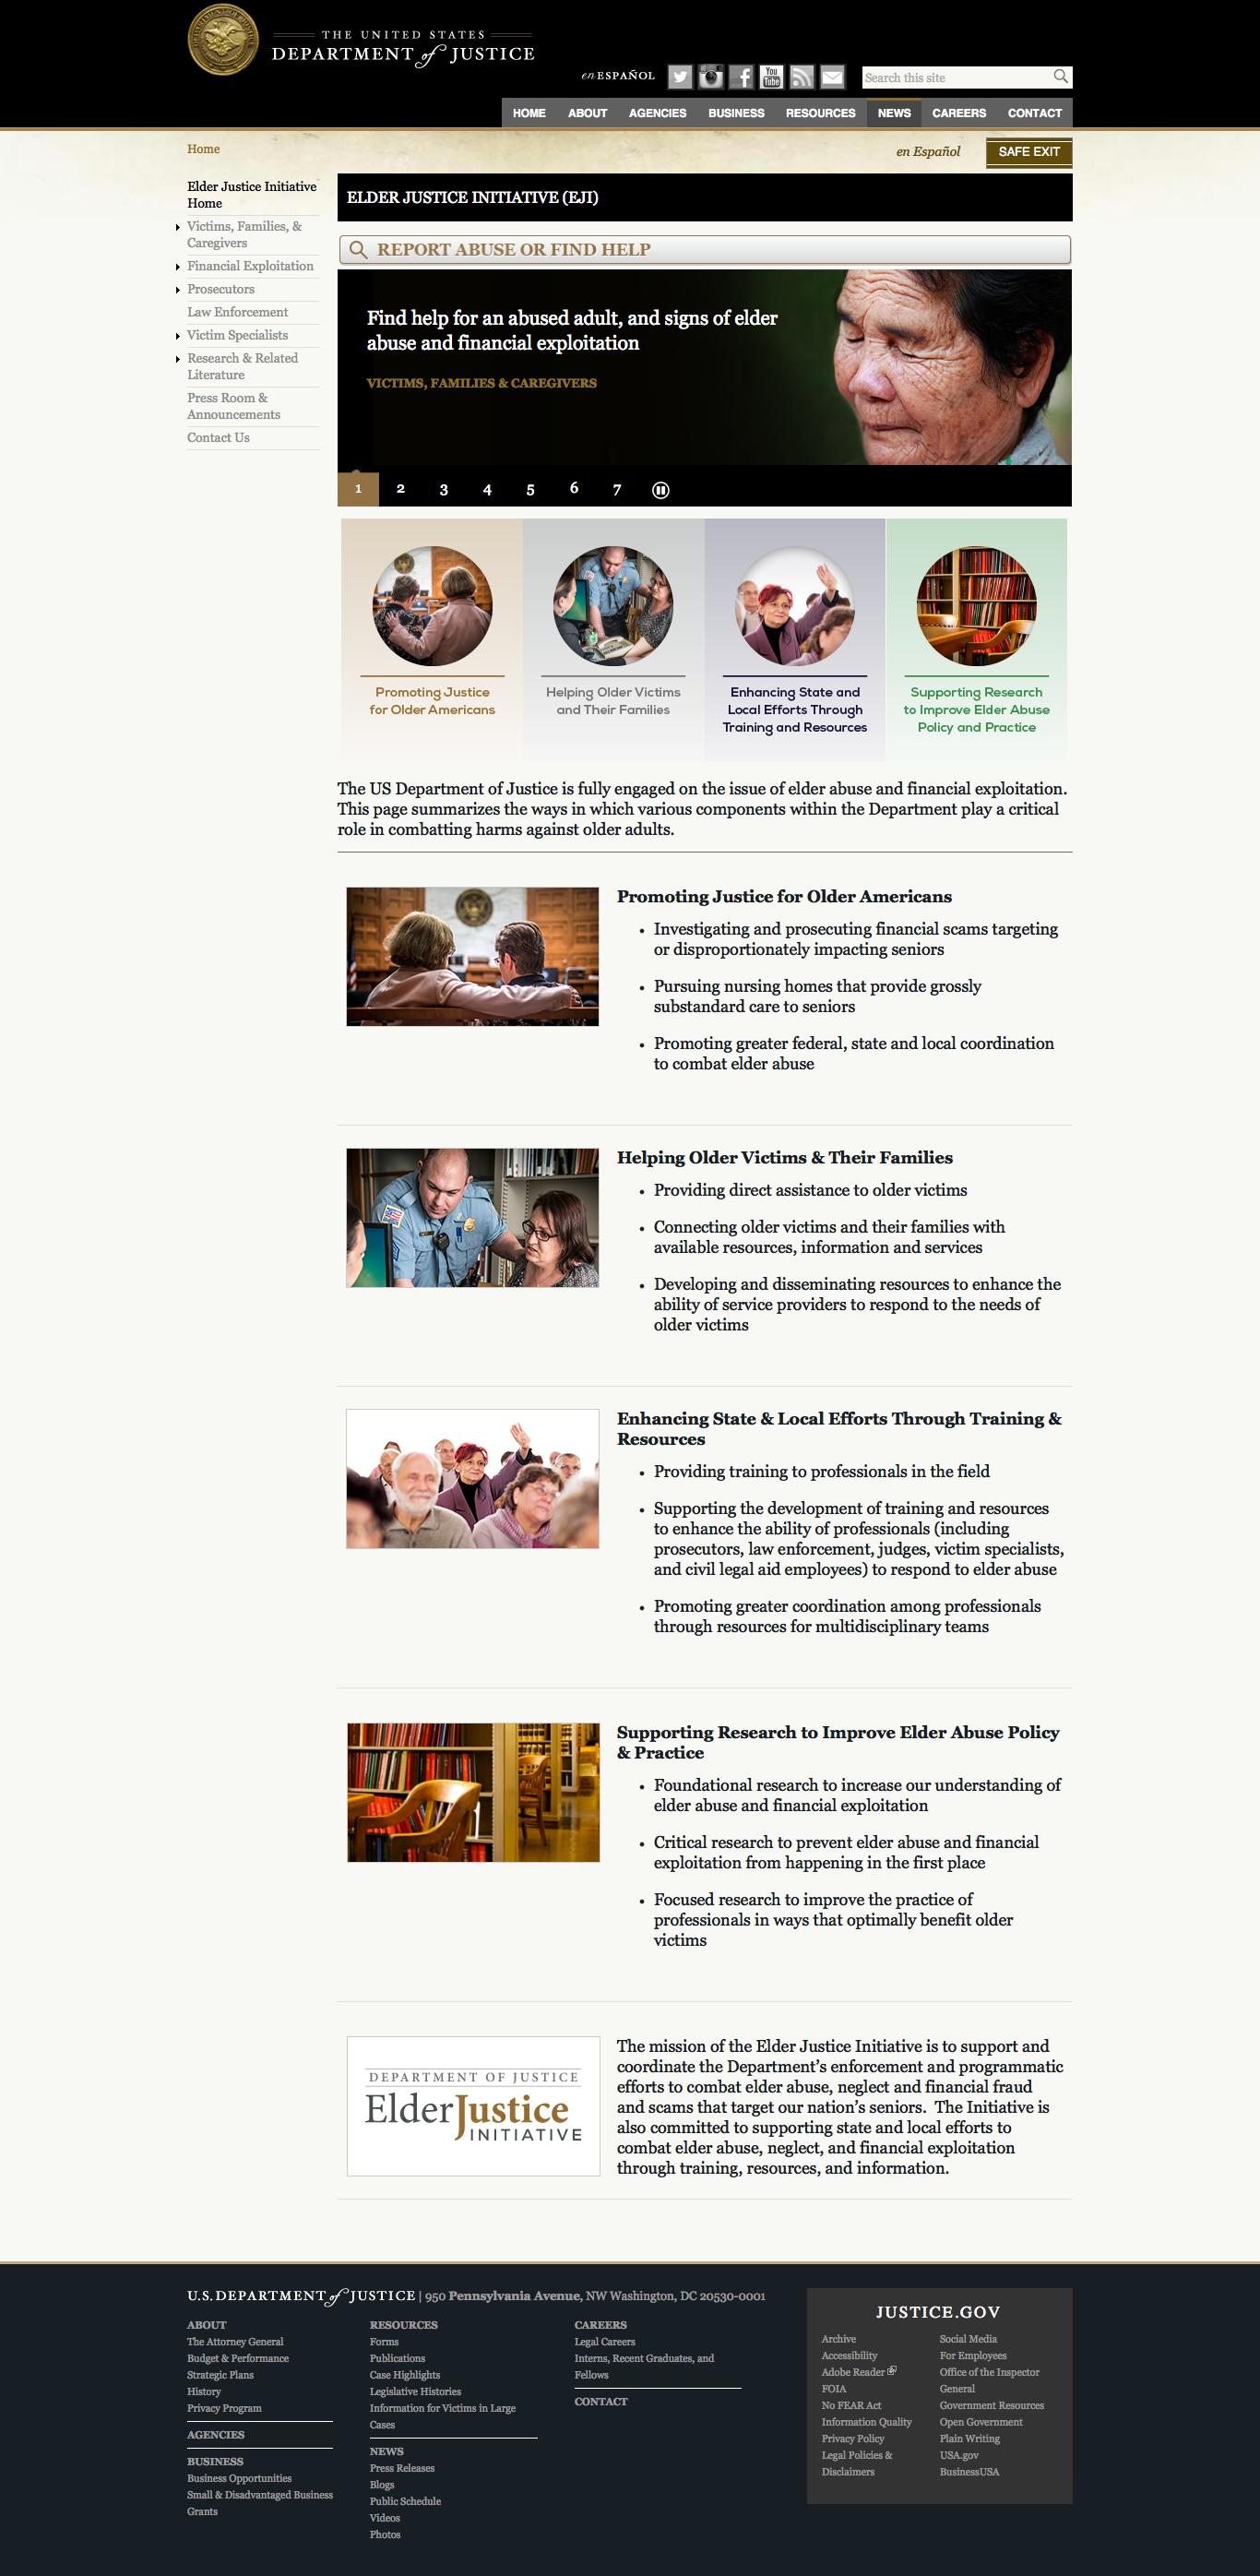 THE UNITED STATES
DEPARTMENT of JUSTICE
en ESPAÑOL
You
Tube
Search this site
HOME ABOUT AGENCIES BUSINESS RESOURCES NEWS CAREERS CONTACT
Home
en Español
SAFE EXIT
Elder Justice Initiative
Home
Victims, Families, &
Caregivers
Financial Exploitation
Prosecutors
Law Enforcement
Victim Specialists
Research & Related
Literature
Press Room &
Announcements
Contact Us
ELDER JUSTICE INITIATIVE (EJI)
REPORT ABUSE OR FIND HELP
Find help for an abused adult, and signs of elder
abuse and financial exploitation
VICTIMS, FAMILIES & CAREGIVERS
1 2 3 4 5 6 7
Promoting Justice
for Older Americans
Helping Older Victims
and Their Families
Enhancing State and
Local Efforts Through
Training and Resources
Supporting Research
to Improve Elder Abuse
Policy and Practice
The US Department of Justice is fully engaged on the issue of elder abuse and financial exploitation.
This page summarizes the ways in which various components within the Department play a critical
role in combatting harms against older adults.
Promoting Justice for Older Americans
• Investigating and prosecuting financial scams targeting
or disproportionately impacting seniors
• Pursuing nursing homes that provide grossly
substandard care to seniors
• Promoting greater federal, state and local coordination
to combat elder abuse
Helping Older Victims & Their Families
• Providing direct assistance to older victims
• Connecting older victims and their families with
available resources, information and services
• Developing and disseminating resources to enhance the
ability of service providers to respond to the needs of
older victims
Enhancing State & Local Efforts Through Training &
Resources
• Providing training to professionals in the field
• Supporting the development of training and resources
to enhance the ability of professionals (including
prosecutors, law enforcement, judges, victim specialists,
and civil legal aid employees) to respond to elder abuse
• Promoting greater coordination among professionals
through resources for multidisciplinary teams
Supporting Research to Improve Elder Abuse Policy
& Practice
• Foundational research to increase our understanding of
elder abuse and financial exploitation
• Critical research to prevent elder abuse and financial
exploitation from happening in the first place
• Focused research to improve the practice of
professionals in ways that optimally benefit older
victims
DEPARTMENT OF JUSTICE
ElderJustice
INITIATIVE
The mission of the Elder Justice Initiative is to support and
coordinate the Department's enforcement and programmatic
efforts to combat elder abuse, neglect and financial fraud
and scams that target our nation's seniors. The Initiative is
also committed to supporting state and local efforts to
combat elder abuse, neglect, and financial exploitation
through training, resources, and information.
U.S. DEPARTMENT of JUSTICE | 950 Pennsylvania Avenue, NW Washington, DC 20530-0001
ABOUT
The Attorney General
Budget & Performance
Strategic Plans
History
Privacy Program
AGENCIES
BUSINESS
Business Opportunities
Small & Disadvantaged Business
Grants
RESOURCES
Forms
Publications
Case Highlights
Legislative Histories
Information for Victims in Large
Cases
NEWS
Press Releases
Blogs
Public Schedule
Videos
Photos
CAREERS
Legal Careers
Interns, Recent Graduates, and
Fellows
CONTACT
JUSTICE.GOV
Archive
Accessibility
Adobe Reader
FOIA
No FEAR Act
Information Quality
Privacy Policy
Legal Policies &
Disclaimers
Social Media
For Employees
Office of the Inspector
General
Government Resources
Open Government
Plain Writing
USA.gov
BusinessUSA